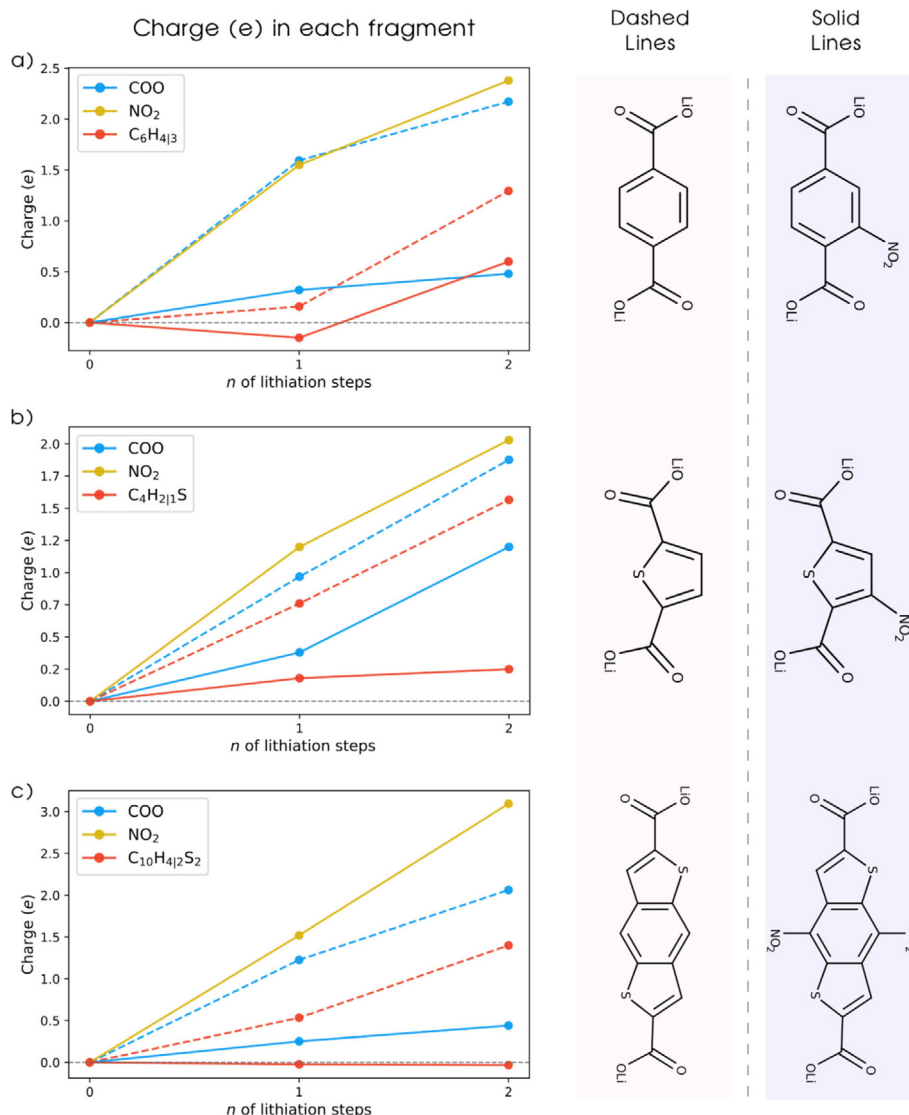 Charge (e) in each fragment
Dashed
Lines
Solid
Lines
a)
2.5
2.0
1.5
1.0
0.5
0.0
Charge (e)
COO
NO₂
C₆H₄|₃
0
1
2
n of lithiation steps
O
OLi
OLi
O
O
OLi
NO₂
OLi
O
b)
2.0
1.7
1.5
1.2
1.0
0.7
0.5
0.2
0.0
Charge (e)
COO
NO₂
C₄H₂|₁S
0
1
2
n of lithiation steps
LiO
O
S
OLi
O
LiO
O
S
NO₂
OLi
O
c)
3.0
2.5
2.0
1.5
1.0
0.5
0.0
Charge (e)
COO
NO₂
C₁₀H₄|₂S₂
0
1
2
n of lithiation steps
LiO
O
S
S
OLi
O
LiO
O
S
NO₂
₂
S
OLi
O